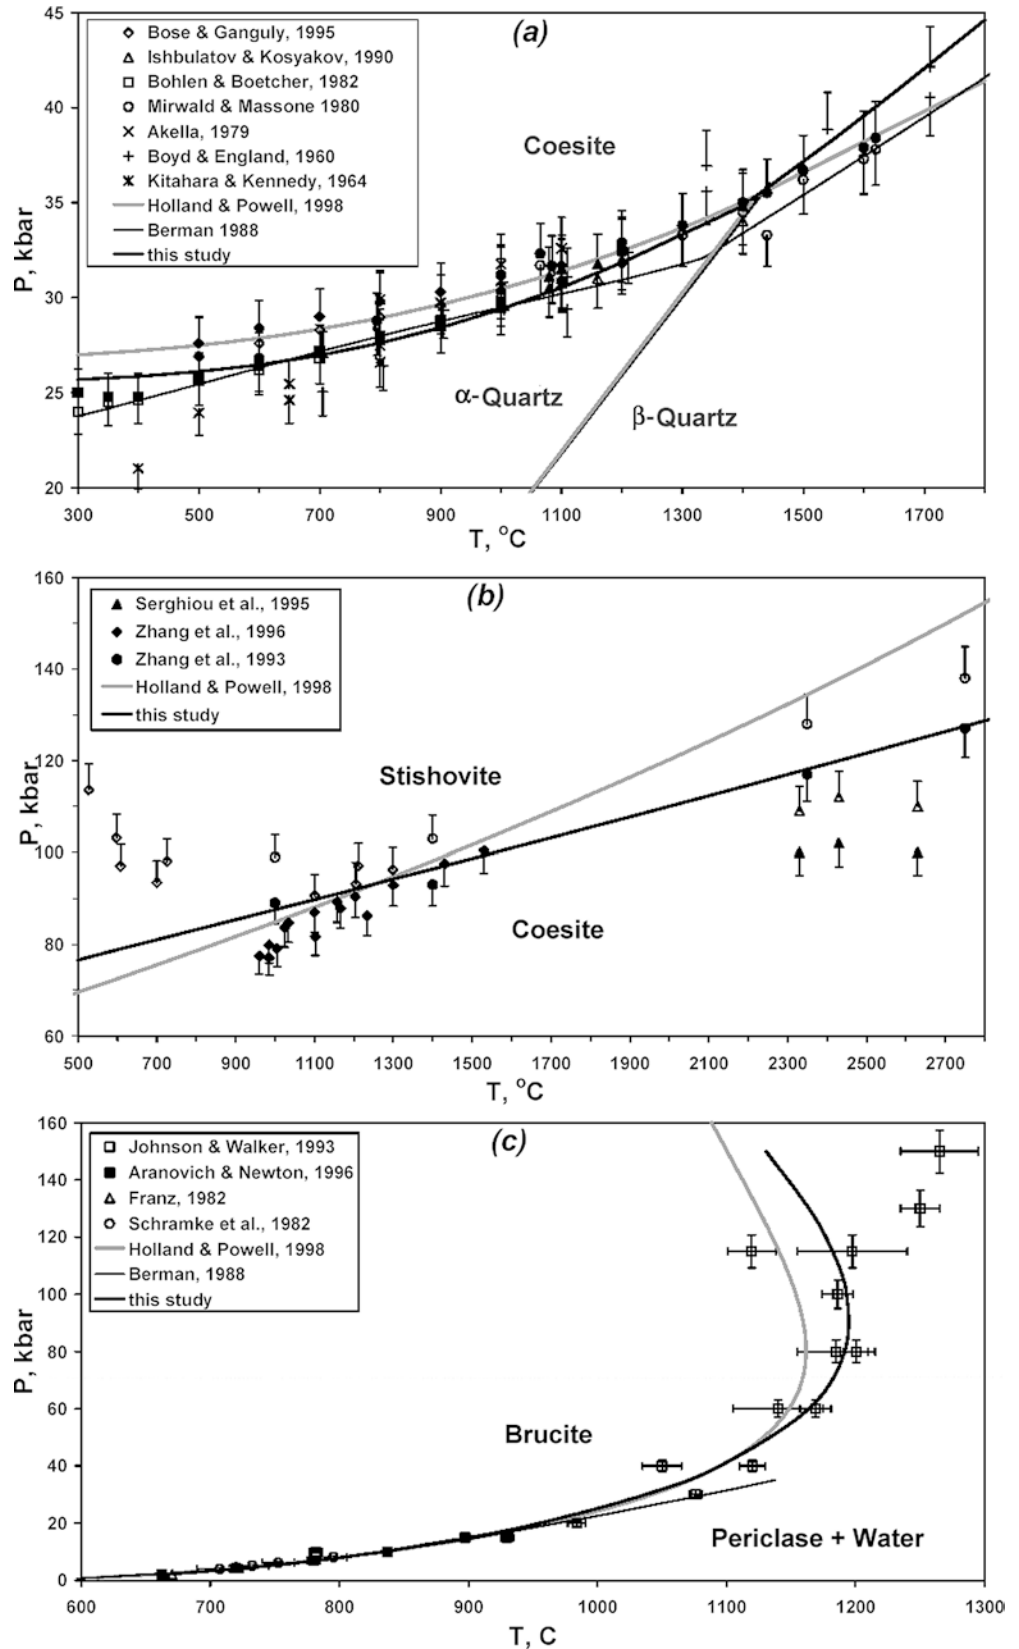 (a)
Bose & Ganguly, 1995
Ishbulatov & Kosyakov, 1990
Bohlen & Boetcher, 1982
Mirwald & Massone 1980
Akella, 1979
Boyd & England, 1960
Kitahara & Kennedy, 1964
Holland & Powell, 1998
Berman 1988
this study
Coesite
α-Quartz
β-Quartz
P, kbar
45
40
35
30
25
20
300 500 700 900 1100 1300 1500 1700
T, °C
(b)
Serghiou et al., 1995
Zhang et al., 1996
Zhang et al., 1993
Holland & Powell, 1998
this study
Stishovite
Coesite
P, kbar
160
140
120
100
80
60
500 700 900 1100 1300 1500 1700 1900 2100 2300 2500 2700
T, °C
(c)
Johnson & Walker, 1993
Aranovich & Newton, 1996
Franz, 1982
Schramke et al., 1982
Holland & Powell, 1998
Berman, 1988
this study
Brucite
Periclase + Water
P, kbar
160
140
120
100
80
60
40
20
0
600 700 800 900 1000 1100 1200 1300
T, C